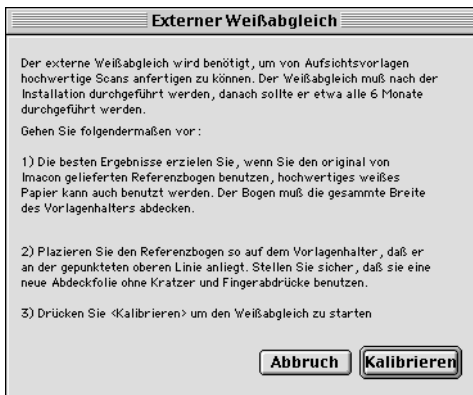 Externer Weißabgleich
Der externe Weißabgleich wird benötigt, um von Aufsichtsvorlagen
hochwertige Scans anfertigen zu können. Der Weißabgleich muß nach der
Installation durchgeführt werden, danach sollte er etwa alle 6 Monate
durchgeführt werden.
Gehen Sie folgendermaßen vor:
1) Die besten Ergebnisse erzielen Sie, wenn Sie den original von
Imacon gelieferten Referenzbogen benutzen, hochwertiges weißes
Papier kann auch benutzt werden. Der Bogen muß die gesammte Breite
des Vorlagenhalters abdecken.
2) Plazieren Sie den Referenzbogen so auf dem Vorlagenhalter, daß er
an der gepunkteten oberen Linie anliegt. Stellen Sie sicher, daß sie eine
neue Abdeckfolie ohne Kratzer und Fingerabdrücke benutzen.
3) Drücken Sie <Kalibrieren> um den Weißabgleich zu starten
Abbruch Kalibrieren